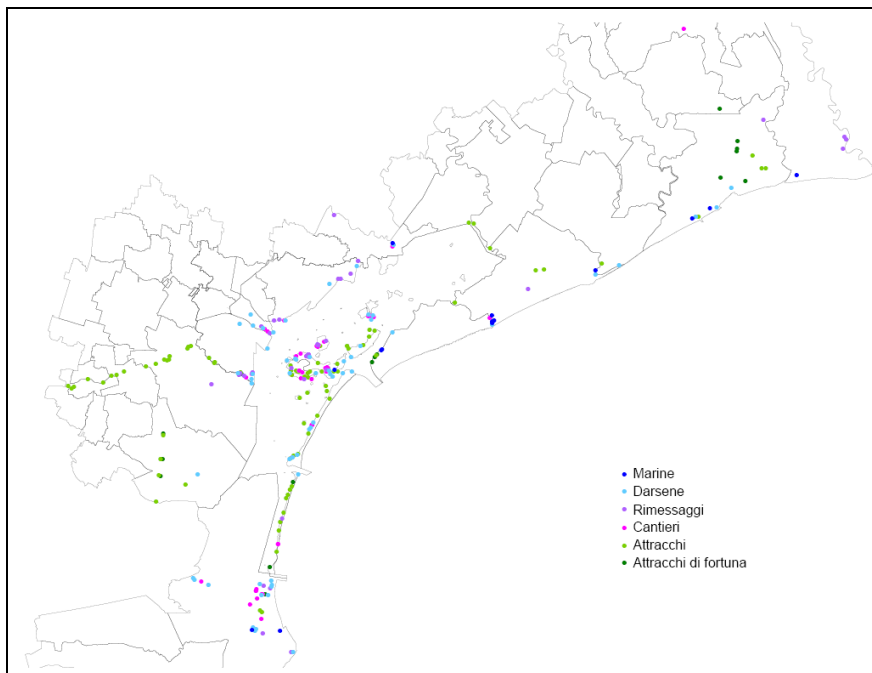 Marine
Darsene
Rimessaggi
Cantieri
Attracchi
Attracchi di fortuna